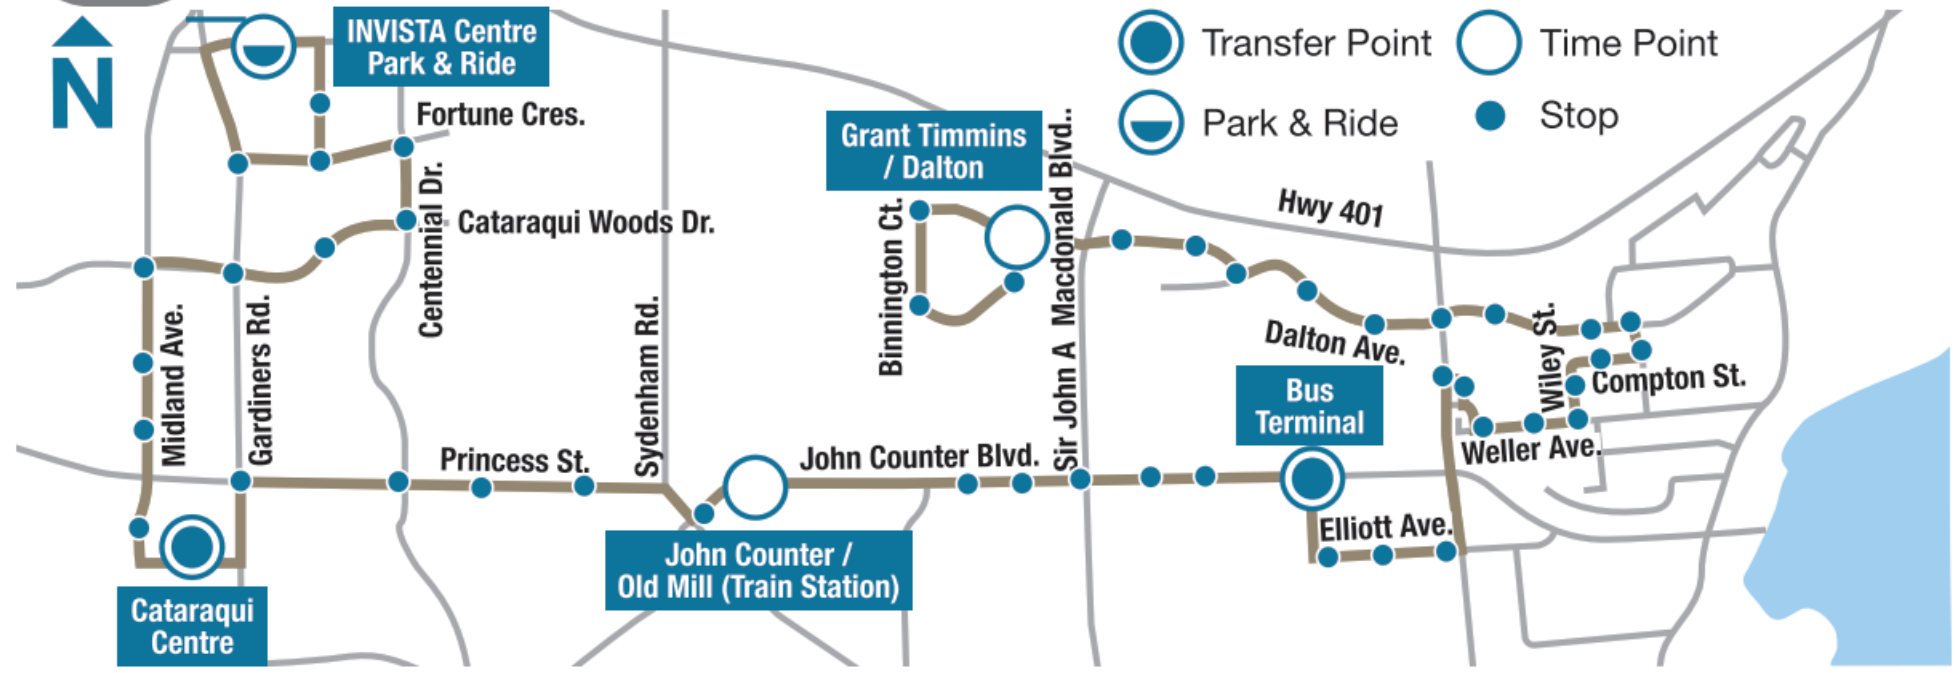 N
INVISTA Centre
Park & Ride
Transfer Point
Time Point
Park & Ride
Stop
Fortune Cres.
Grant Timmins
/ Dalton
Sir John A Macdonald Blvd..
Hwy 401
Centennial Dr.
Cataraqui Woods Dr.
Binnington Ct.
Midland Ave.
Gardiners Rd.
Sydenham Rd.
Dalton Ave.
Wiley St.
Compton St.
Bus
Terminal
Weller Ave.
Princess St.
John Counter Blvd.
Elliott Ave.
John Counter /
Old Mill (Train Station)
Cataraqui
Centre